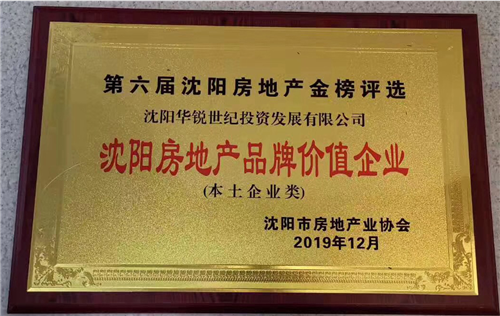 第六届沈阳房地产金榜评选
沈阳华锐世纪投资发展有限公司
沈阳房地产品牌价值企业
(本土企业类)
沈阳市房地产业协会
2019年12月